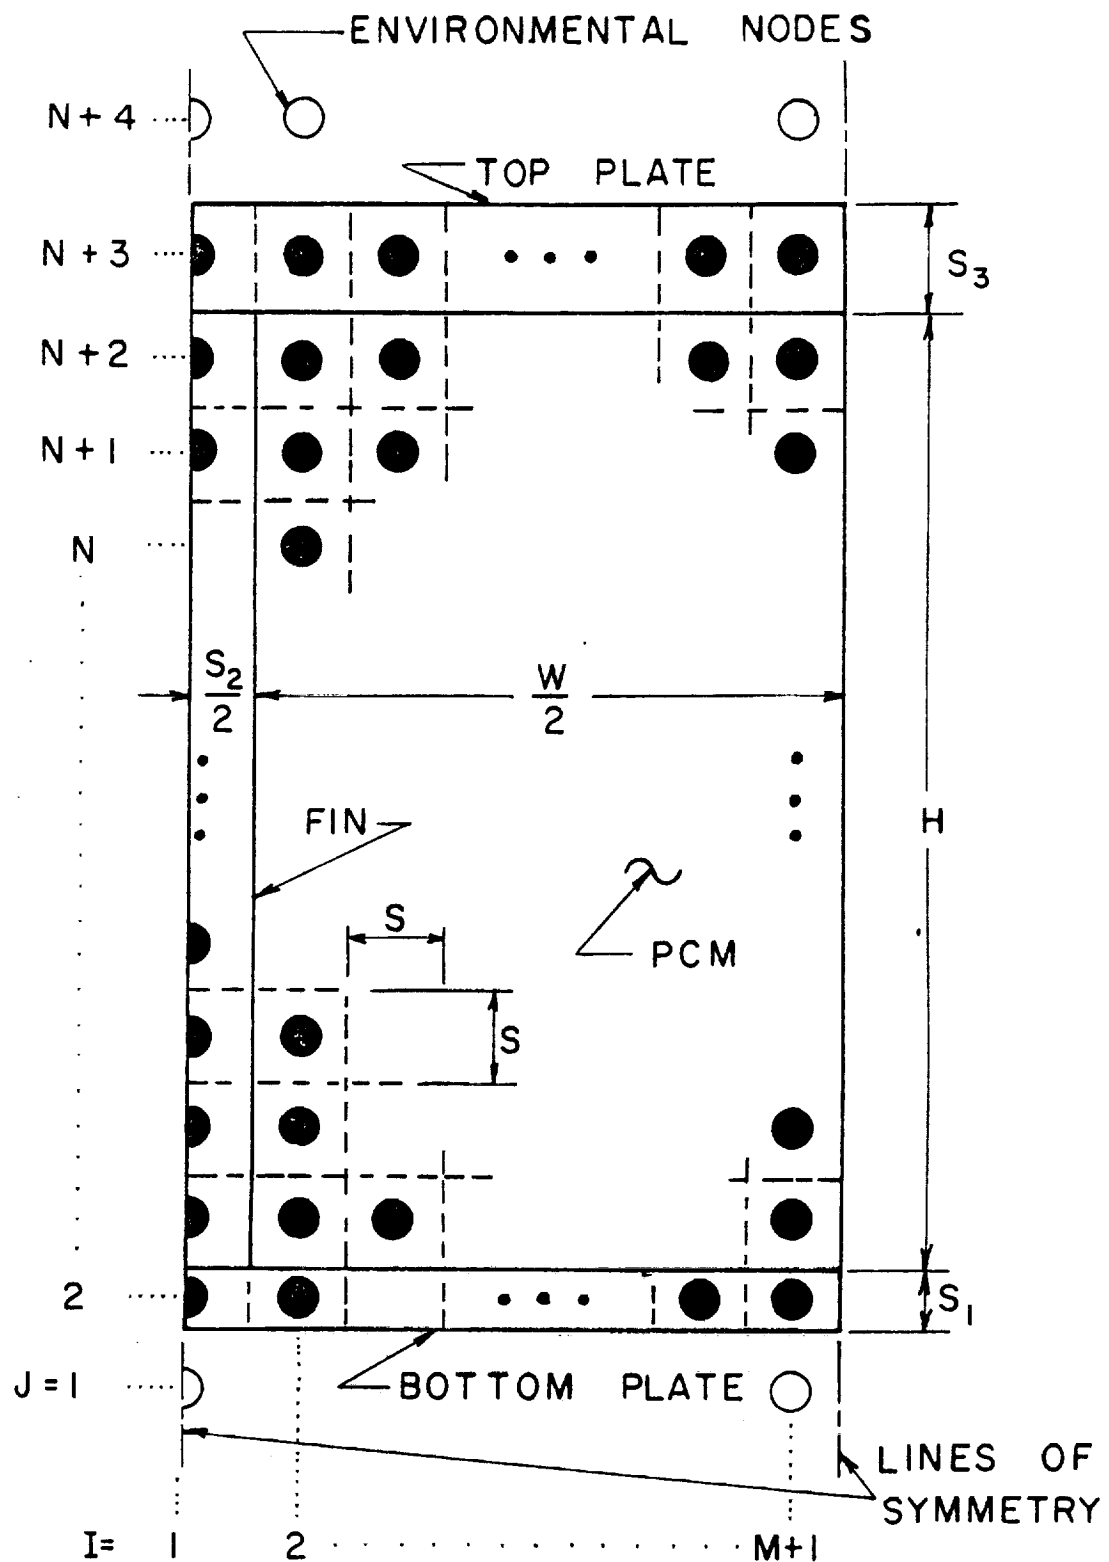 ENVIRONMENTAL NODES
N + 4
TOP PLATE
N + 3
S3
N + 2
N + 1
N
S2
2
W
2
FIN
H
S
PCM
S
2
S1
J = 1
BOTTOM PLATE
LINES OF
SYMMETRY
I = 1 2 M+1